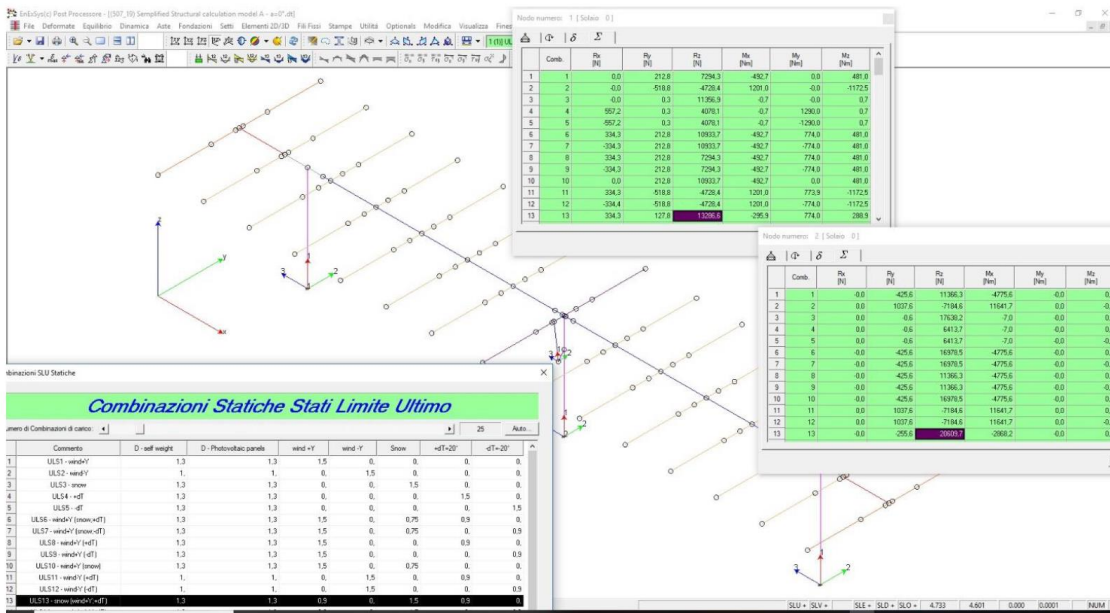 EnExSys(c) Post Processore - [(S07_19) Sempified Structural calculation model A - a=0°.dt]
File Deformate Equilibrio Dinamica Aste Fondazioni Setti Elementi 2D/3D Fili Fissi Stampe Utilità Optionals Modifica Visualizza Fines
1 (1) UL
Node numero: 1 [ Solaio 0 ]
δ Σ
Comb. Rx [N] Ry [N] Rz [N] Mx [Nm] My [Nm] Mz [Nm]
1 1 0,0 212,8 7294,3 -492,7 0,0 481,0
2 2 -0,0 -518,8 -4728,4 1201,0 -0,0 -1172,5
3 3 -0,0 0,3 11356,9 -0,7 -0,0 0,7
4 4 557,2 0,3 4078,1 -0,7 1290,0 0,7
5 5 -557,2 0,3 4078,1 -0,7 -1290,0 0,7
6 6 334,3 212,8 10933,7 -492,7 774,0 481,0
7 7 -334,3 212,8 10933,7 -492,7 -774,0 481,0
8 8 334,3 212,8 7294,3 -492,7 774,0 481,0
9 9 -334,3 212,8 7294,3 -492,7 -774,0 481,0
10 10 0,0 212,8 10933,7 -492,7 0,0 481,0
11 11 334,3 -518,8 -4728,4 1201,0 773,9 -1172,5
12 12 -334,4 -518,8 -4728,4 1201,0 -774,0 -1172,5
13 13 334,3 127,8 13286,6 -295,9 774,0 288,9
Node numero: 2 [ Solaio 0 ]
δ Σ
Comb. Rx [N] Ry [N] Rz [N] Mx [Nm] My [Nm] Mz [Nm]
1 1 -0,0 -425,6 11366,3 -4775,6 -0,0 0,
2 2 0,0 1037,6 -7184,6 11641,7 -0,0 -0,
3 3 0,0 -0,6 17638,2 -7,0 -0,0
4 4 0,0 -0,6 6413,7 -7,0 0,0
5 5 0,0 -0,6 6413,7 -7,0 -0,0
6 6 -0,0 -425,6 16978,5 -4775,6 -0,0
7 7 -0,0 -425,6 16978,5 -4775,6 -0,0
8 8 -0,0 -425,6 11366,3 -4775,6 -0,0
9 9 -0,0 -425,6 11366,3 -4775,6 -0,0
10 10 -0,0 -425,6 16978,5 -4775,6 -0,0
11 11 0,0 1037,6 -7184,6 11641,7 0,0
12 12 0,0 1037,6 -7184,6 11641,7 -0,0
13 13 -0,0 -255,6 20609,7 -2868,2 -0,0
z
y
x
3 1 2
3 1 2
1 2
3 1 2
mbinazioni SLU Statiche
Combinazioni Statiche Stati Limite Ultimo
umero di Combinazioni di carico: 25 Auto...
Commento D - self weight D - Photovoltaic panels wind +Y wind -Y Snow +dT=20° -dT=-20°
1 ULS1 - wind+Y 1,3 1,3 1,5 0, 0, 0, 0,
2 ULS2 - wind-Y 1, 1, 0, 1,5 0, 0, 0,
3 ULS3 - snow 1,3 1,3 0, 0, 1,5 0, 0,
4 ULS4 - +dT 1,3 1,3 0, 0, 0, 1,5 0,
5 ULS5 - -dT 1,3 1,3 0, 0, 0, 0, 1,5
6 ULS6 - wind+Y (snow,+dT) 1,3 1,3 1,5 0, 0,75 0,9 0,
7 ULS7 - wind+Y (snow,-dT) 1,3 1,3 1,5 0, 0,75 0, 0,9
8 ULS8 - wind+Y (+dT) 1,3 1,3 1,5 0, 0, 0,9 0,
9 ULS9 - wind+Y (-dT) 1,3 1,3 1,5 0, 0, 0, 0,9
10 ULS10 - wind+Y (snow) 1,3 1,3 1,5 0, 0,75 0, 0,
11 ULS11 - wind-Y (+dT) 1, 1, 0, 1,5 0, 0,9 0,
12 ULS12 - wind-Y (-dT) 1, 1, 0, 1,5 0, 0, 0,9
13 ULS13 - snow (wind+Y,+dT) 1,3 1,3 0,9 0, 1,5 0,9 0,
SLU + SLV + SLE + SLD + SLO + 4.733 4.601 0.000 0.0001 NUM